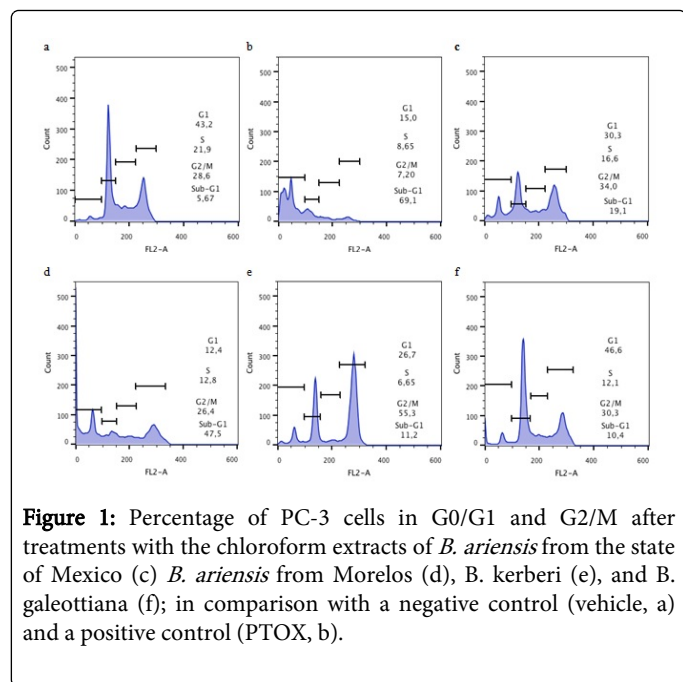 a
500
400
300
200
100
0
Count
0
200
400
600
FL2-A
G1
43,2
S
21,9
G2/M
28,6
Sub-G1
5,67
b
500
400
300
200
100
0
Count
0
200
400
600
FL2-A
G1
15,0
S
8,65
G2/M
7,20
Sub-G1
69,1
c
500
400
300
200
100
0
Count
0
200
400
600
FL2-A
G1
30,3
S
16,6
G2/M
34,0
Sub-G1
19,1
d
500
400
300
200
100
0
Count
0
200
400
600
FL2-A
G1
12,4
S
12,8
G2/M
26,4
Sub-G1
47,5
e
500
400
300
200
100
0
Count
0
200
400
600
FL2-A
G1
26,7
S
6,65
G2/M
55,3
Sub-G1
11,2
f
500
400
300
200
100
0
Count
0
200
400
600
FL2-A
G1
46,6
S
12,1
G2/M
30,3
Sub-G1
10,4
Figure 1: Percentage of PC-3 cells in G0/G1 and G2/M after
treatments with the chloroform extracts of B. ariensis from the state
of Mexico (c) B. ariensis from Morelos (d), B. kerberi (e), and B.
galeottiana (f); in comparison with a negative control (vehicle, a)
and a positive control (PTOX, b).